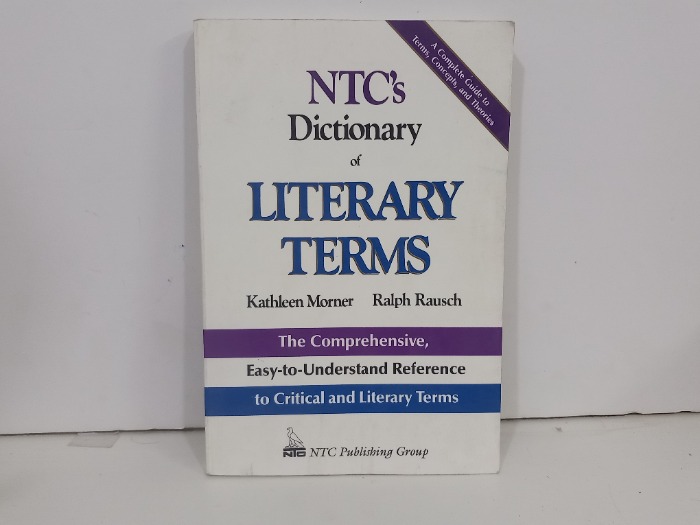 A Complete Guide to
Terms, Concepts, and Theories
NTC's
Dictionary
of
LITERARY
TERMS
Kathleen Morner Ralph Rausch
The Comprehensive,
Easy-to-Understand Reference
to Critical and Literary Terms
NTC NTC Publishing Group